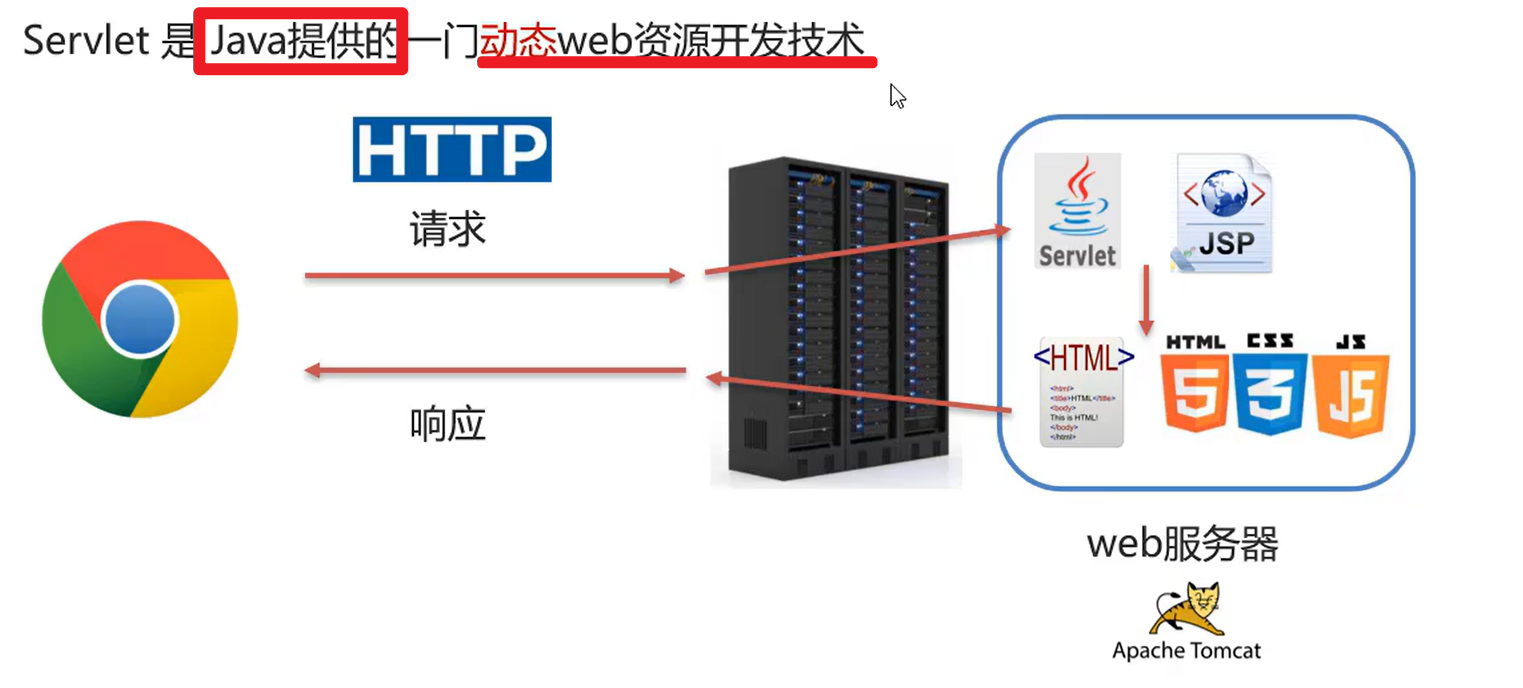 Servlet 是 Java提供的一门动态web资源开发技术
HTTP
请求
响应
Servlet
JSP
<HTML>
<html>
<title>HTML</title>
<body>
This is HTML!
</body>
</html>
HTML
5
CSS
3
JS
JS
web服务器
Apache Tomcat